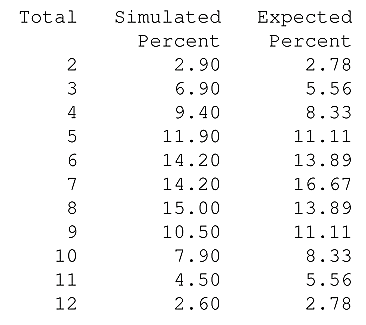 Total Simulated Expected
Percent Percent
2 2.90 2.78
3 6.90 5.56
4 9.40 8.33
5 11.90 11.11
6 14.20 13.89
7 14.20 16.67
8 15.00 13.89
9 10.50 11.11
10 7.90 8.33
11 4.50 5.56
12 2.60 2.78